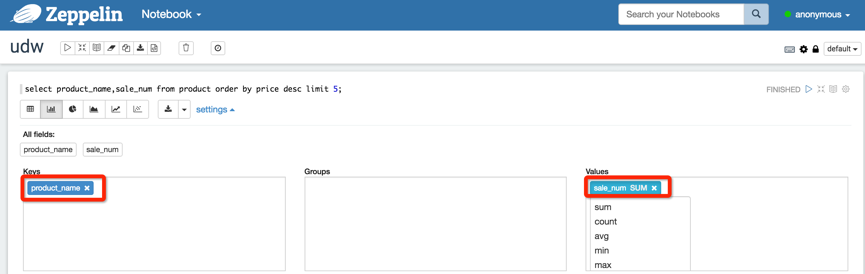 Zeppelin Notebook Search your Notebooks anonymous
udw default
select product_name,sale_num from product order by price desc limit 5; FINISHED
settings
All fields:
product_name sale_num
Keys Groups Values
product_name × sale_num SUM ×
sum
count
avg
min
max